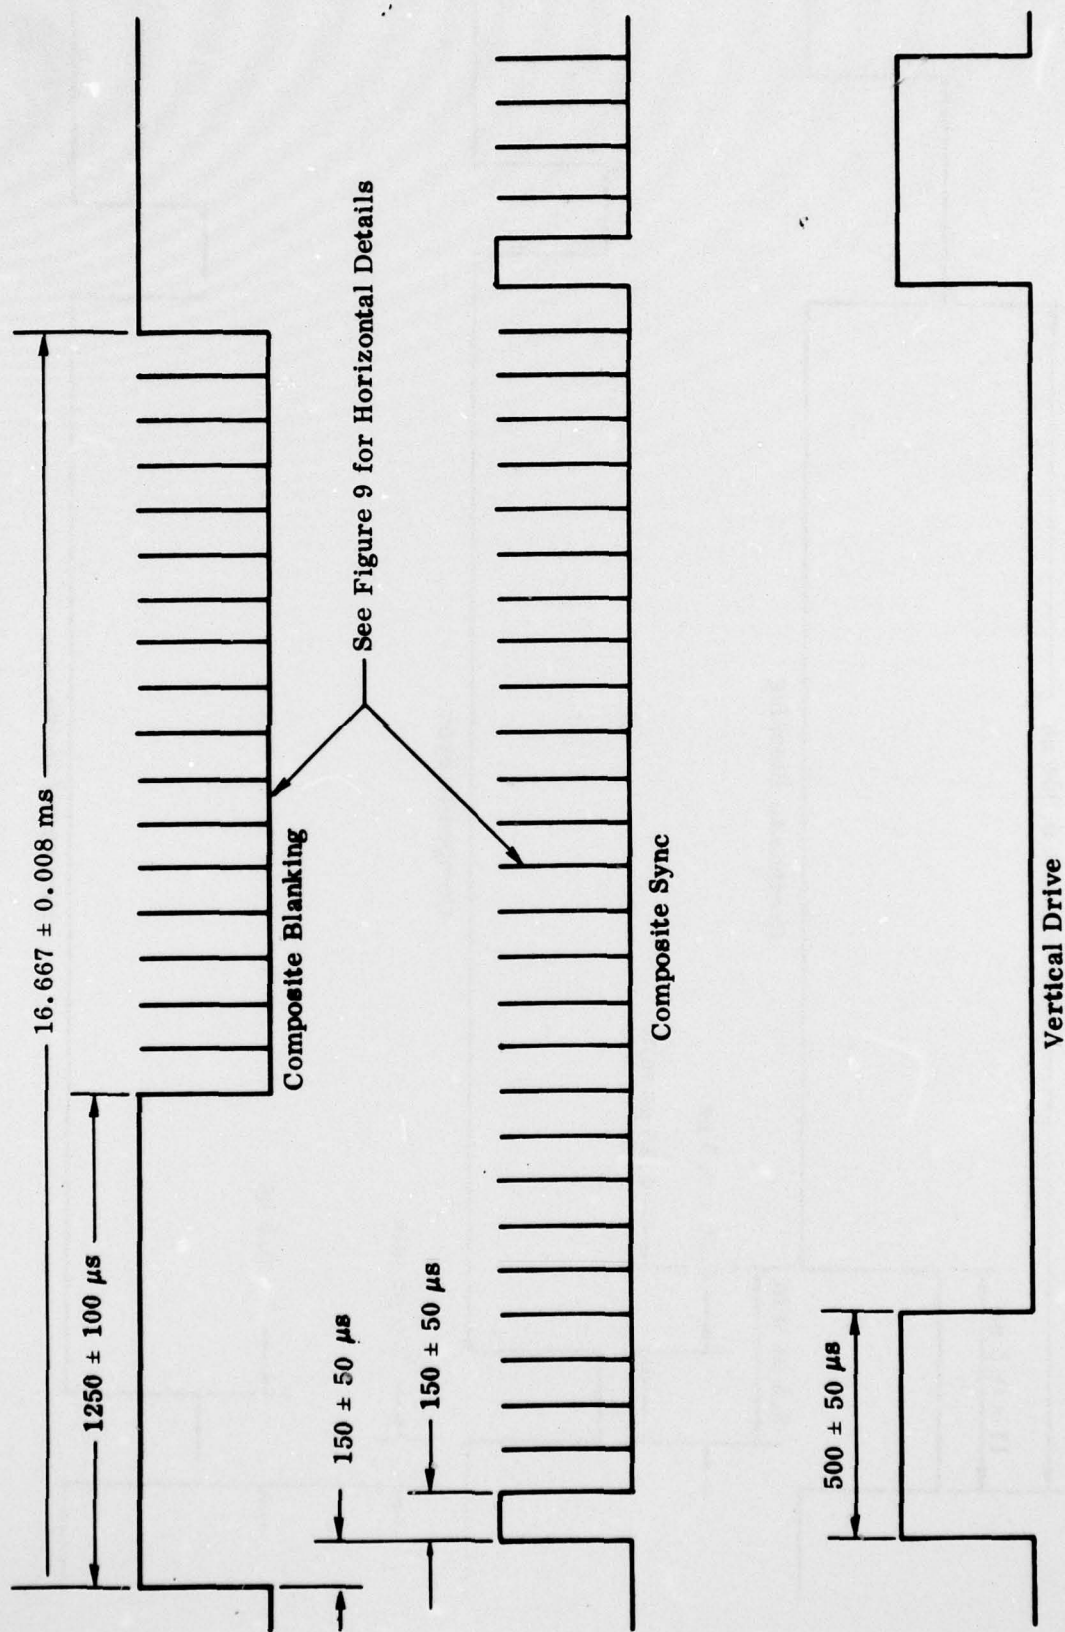 16.667 ± 0.008 ms
1250 ± 100 μs
Composite Blanking
150 ± 50 μs
See Figure 9 for Horizontal Details
150 ± 50 μs
Composite Sync
500 ± 50 μs
Vertical Drive